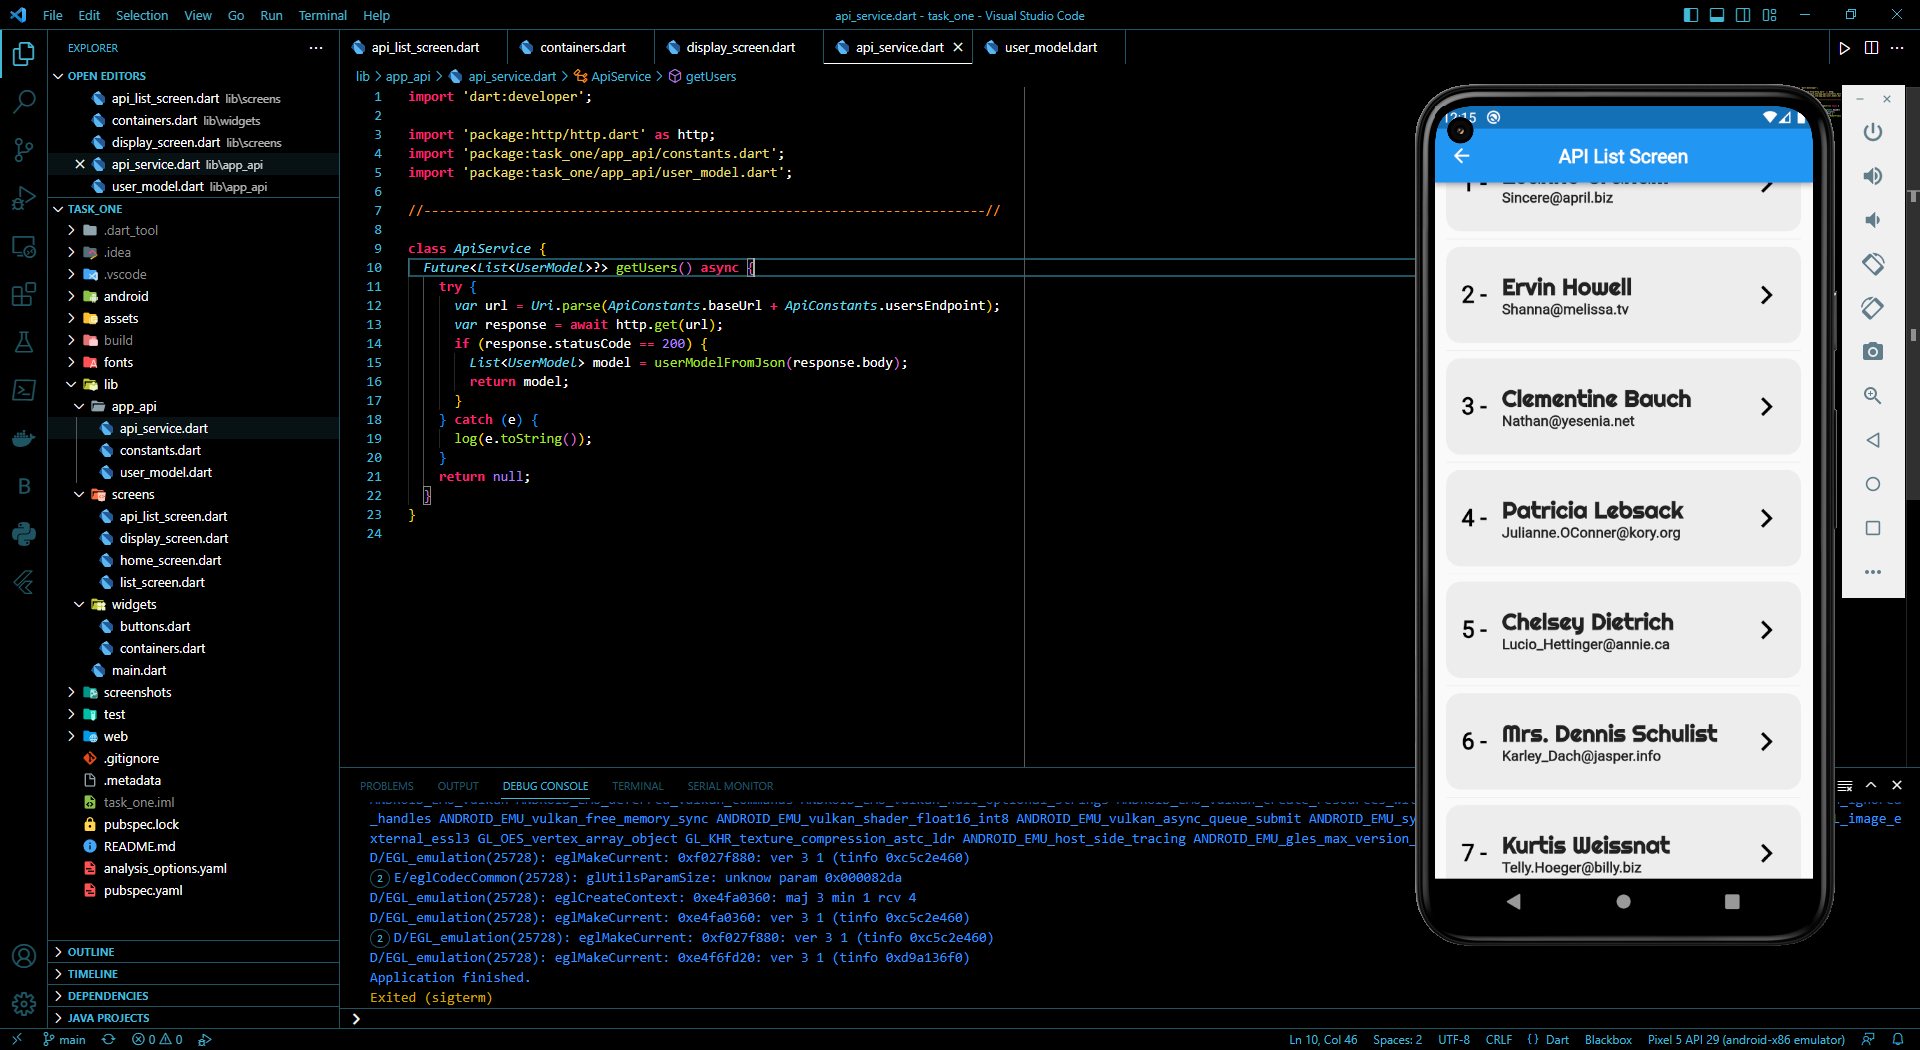 File Edit Selection View Go Run Terminal Help
api_service.dart - task_one - Visual Studio Code
EXPLORER
OPEN EDITORS
api_list_screen.dart lib\screens
containers.dart lib\widgets
display_screen.dart lib\screens
api_service.dart lib\app_api
user_model.dart lib\app_api
TASK_ONE
.dart_tool
.idea
.vscode
android
assets
build
fonts
lib
app_api
api_service.dart
constants.dart
user_model.dart
screens
api_list_screen.dart
display_screen.dart
home_screen.dart
list_screen.dart
widgets
buttons.dart
containers.dart
main.dart
screenshots
test
web
.gitignore
.metadata
task_one.iml
pubspec.lock
README.md
analysis_options.yaml
pubspec.yaml
OUTLINE
TIMELINE
DEPENDENCIES
JAVA PROJECTS
api_list_screen.dart containers.dart display_screen.dart api_service.dart user_model.dart
lib > app_api > api_service.dart > ApiService > getUsers
1 import 'dart:developer';
2
3 import 'package:http/http.dart' as http;
4 import 'package:task_one/app_api/constants.dart';
5 import 'package:task_one/app_api/user_model.dart';
6
7 //-------------------------------------------------------------------------//
8
9 class ApiService {
10 Future<List<UserModel>?> getUsers() async {
11 try {
12 var url = Uri.parse(ApiConstants.baseUrl + ApiConstants.usersEndpoint);
13 var response = await http.get(url);
14 if (response.statusCode == 200) {
15 List<UserModel> model = userModelFromJson(response.body);
16 return model;
17 }
18 } catch (e) {
19 log(e.toString());
20 }
21 return null;
22 }
23 }
24
PROBLEMS OUTPUT DEBUG CONSOLE TERMINAL SERIAL MONITOR
_handles ANDROID_EMU_vulkan_free_memory_sync ANDROID_EMU_vulkan_shader_float16_int8 ANDROID_EMU_vulkan_async_queue_submit ANDROID_EMU_sy L_image_e
xternal_essl3 GL_OES_vertex_array_object GL_KHR_texture_compression_astc_ldr ANDROID_EMU_host_side_tracing ANDROID_EMU_gles_max_version_
D/EGL_emulation(25728): eglMakeCurrent: 0xf027f880: ver 3 1 (tinfo 0xc5c2e460)
2 E/eglCodecCommon(25728): glUtilsParamSize: unknow param 0x000082da
D/EGL_emulation(25728): eglCreateContext: 0xe4fa0360: maj 3 min 1 rcv 4
D/EGL_emulation(25728): eglMakeCurrent: 0xe4fa0360: ver 3 1 (tinfo 0xc5c2e460)
2 D/EGL_emulation(25728): eglMakeCurrent: 0xf027f880: ver 3 1 (tinfo 0xc5c2e460)
D/EGL_emulation(25728): eglMakeCurrent: 0xe4f6fd20: ver 3 1 (tinfo 0xd9a136f0)
Application finished.
Exited (sigterm)
API List Screen
Sincere@april.biz
2 - Ervin Howell
Shanna@melissa.tv
3 - Clementine Bauch
Nathan@yesenia.net
4 - Patricia Lebsack
Julianne.OConner@kory.org
5 - Chelsey Dietrich
Lucio_Hettinger@annie.ca
6 - Mrs. Dennis Schulist
Karley_Dach@jasper.info
7 - Kurtis Weissnat
Telly.Hoeger@billy.biz
main 0 0
Ln 10, Col 46 Spaces: 2 UTF-8 CRLF { } Dart Blackbox Pixel 5 API 29 (android-x86 emulator)